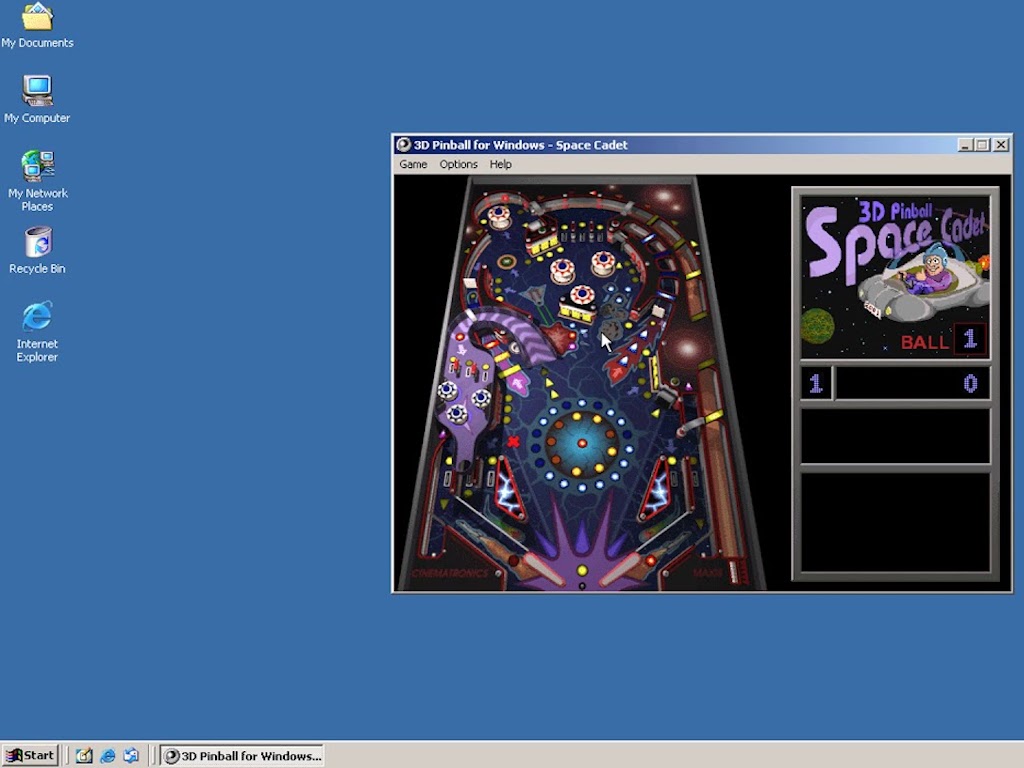 My Documents
My Computer
My Network
Places
Recycle Bin
Internet
Explorer
3D Pinball for Windows - Space Cadet
Game Options Help
3D Pinball
Space Cadet
BALL 1
1 0
CINEMATRONICS
MAXIS
Start
3D Pinball for Windows...